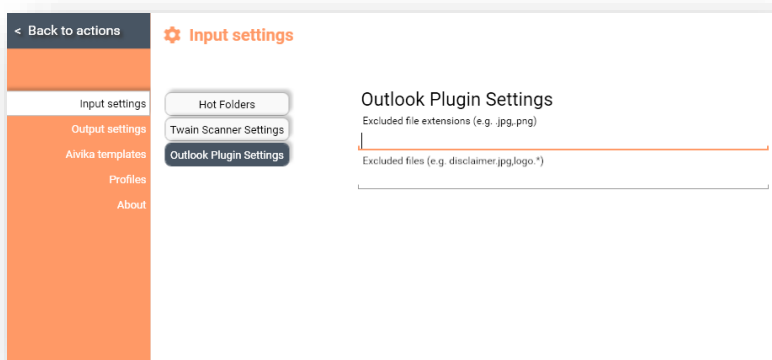 < Back to actions
Input settings
Input settings
Output settings
Aivika templates
Profiles
About
Hot Folders
Twain Scanner Settings
Outlook Plugin Settings
Outlook Plugin Settings
Excluded file extensions (e.g. .jpg,.png)
Excluded files (e.g. disclaimer.jpg,logo.*)